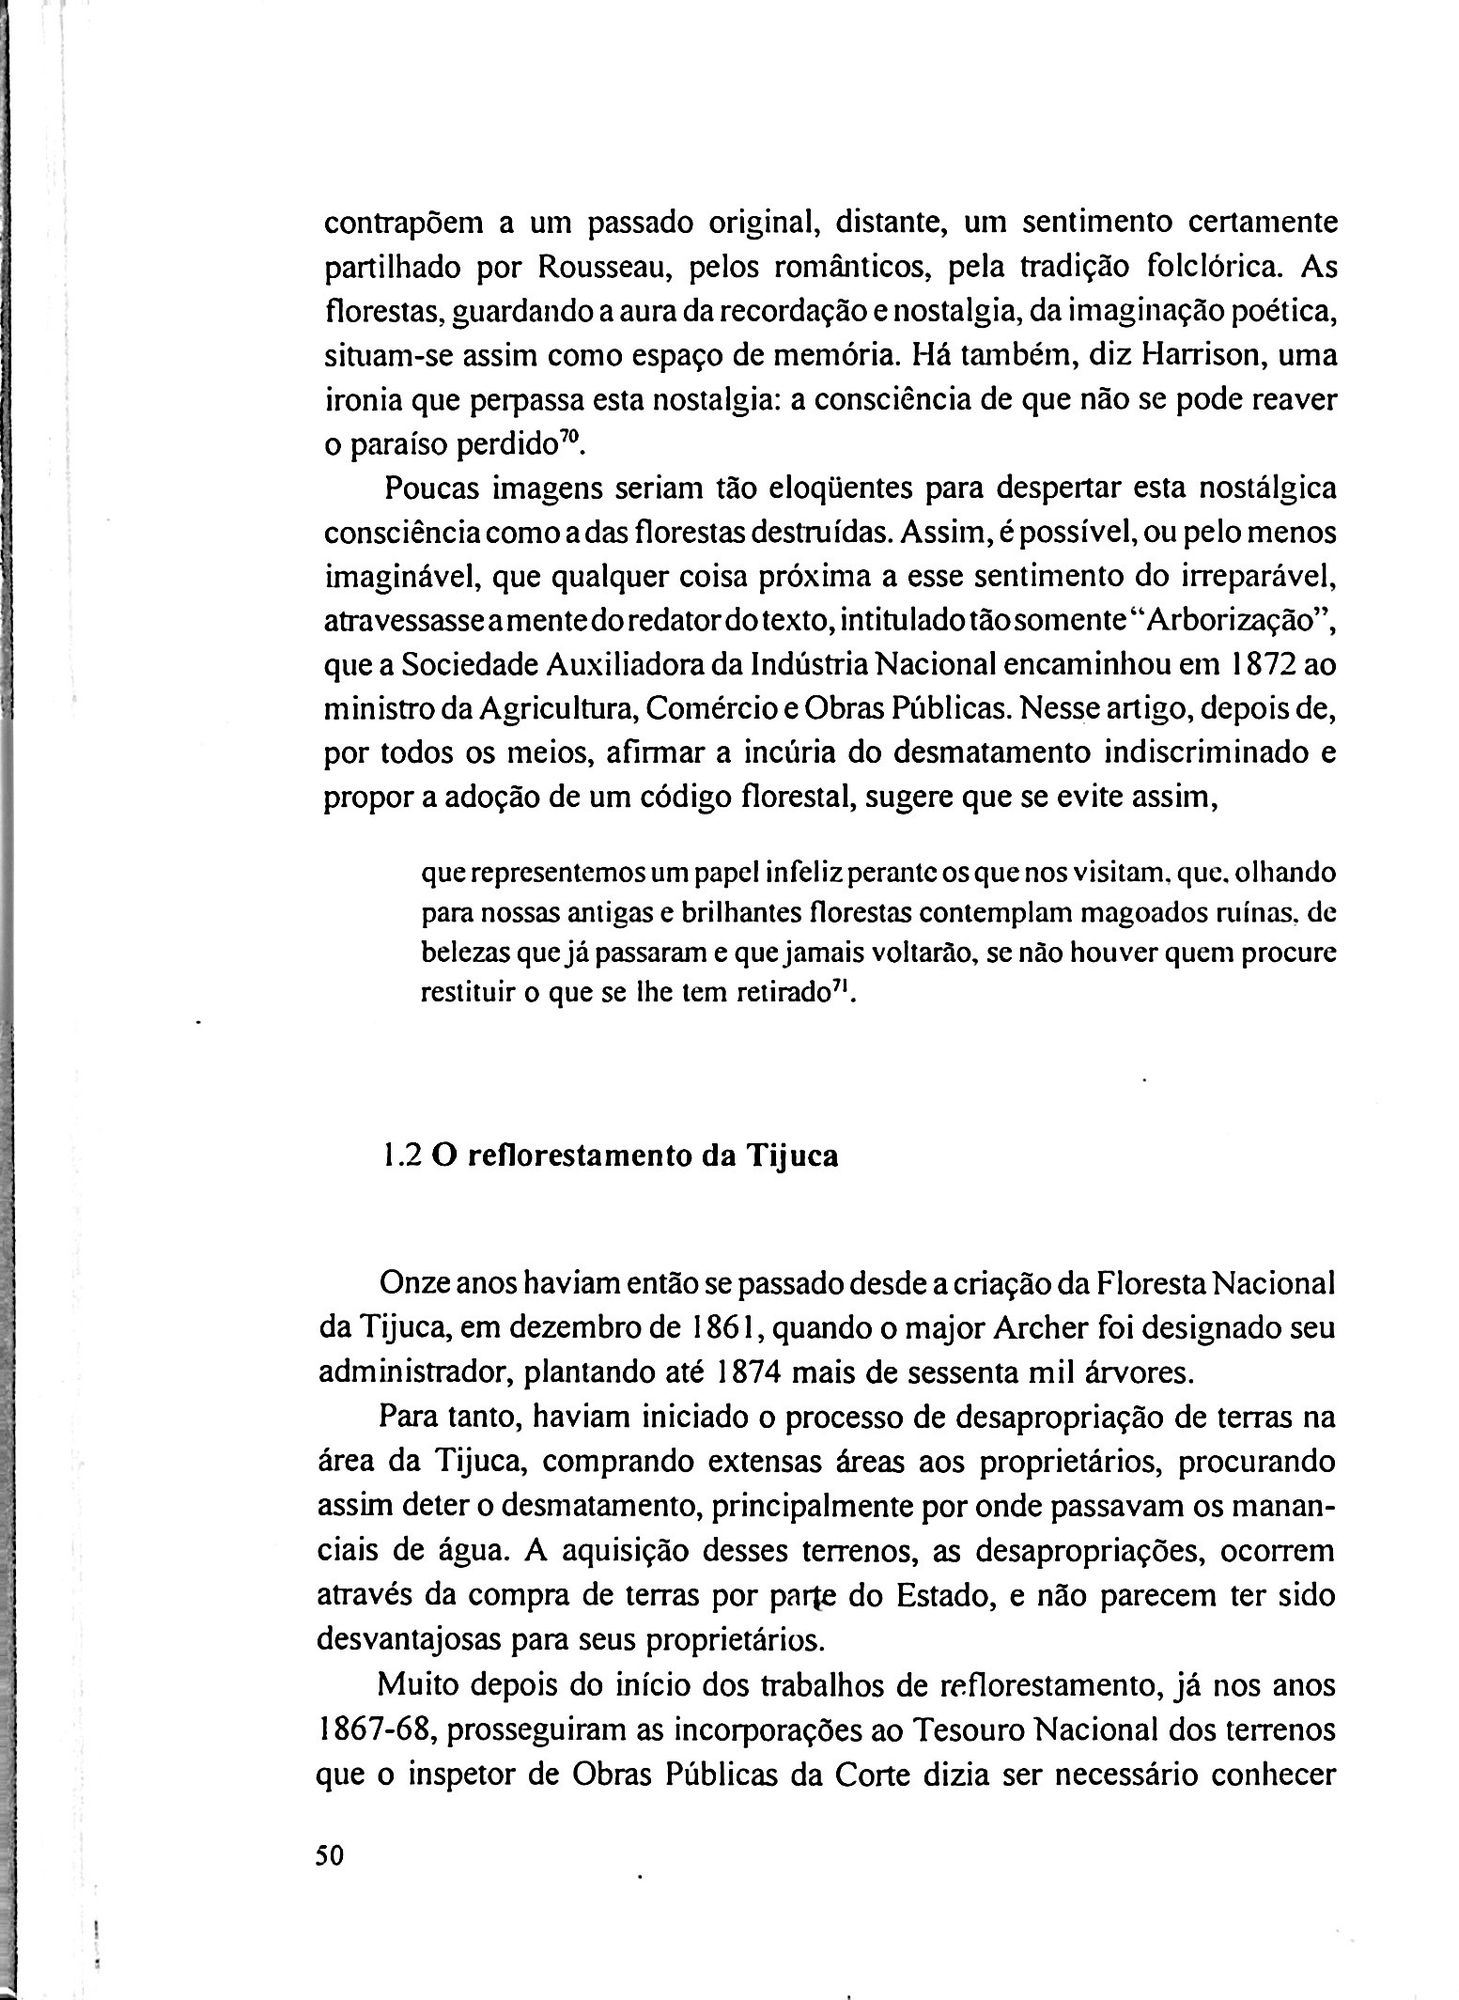 contrapõem a um passado original, distante, um sentimento certamente
partilhado por Rousseau, pelos românticos, pela tradição folclórica. As
florestas, guardando a aura da recordação e nostalgia, da imaginação poética,
situam-se assim como espaço de memória. Há também, diz Harrison, uma
ironia que perpassa esta nostalgia: a consciência de que não se pode reaver
o paraíso perdido⁷⁰.
Poucas imagens seriam tão eloqüentes para despertar esta nostálgica
consciência como a das florestas destruídas. Assim, é possível, ou pelo menos
imaginável, que qualquer coisa próxima a esse sentimento do irreparável,
atravessasse a mente do redator do texto, intitulado tão somente “Arborização”,
que a Sociedade Auxiliadora da Indústria Nacional encaminhou em 1872 ao
ministro da Agricultura, Comércio e Obras Públicas. Nesse artigo, depois de,
por todos os meios, afirmar a incúria do desmatamento indiscriminado e
propor a adoção de um código florestal, sugere que se evite assim,
que representemos um papel infeliz perante os que nos visitam, que, olhando
para nossas antigas e brilhantes florestas contemplam magoados ruínas, de
belezas que já passaram e que jamais voltarão, se não houver quem procure
restituir o que se lhe tem retirado⁷¹.
1.2 O reflorestamento da Tijuca
Onze anos haviam então se passado desde a criação da Floresta Nacional
da Tijuca, em dezembro de 1861, quando o major Archer foi designado seu
administrador, plantando até 1874 mais de sessenta mil árvores.
Para tanto, haviam iniciado o processo de desapropriação de terras na
área da Tijuca, comprando extensas áreas aos proprietários, procurando
assim deter o desmatamento, principalmente por onde passavam os manan-
ciais de água. A aquisição desses terrenos, as desapropriações, ocorrem
através da compra de terras por parte do Estado, e não parecem ter sido
desvantajosas para seus proprietários.
Muito depois do início dos trabalhos de reflorestamento, já nos anos
1867-68, prosseguiram as incorporações ao Tesouro Nacional dos terrenos
que o inspetor de Obras Públicas da Corte dizia ser necessário conhecer
50